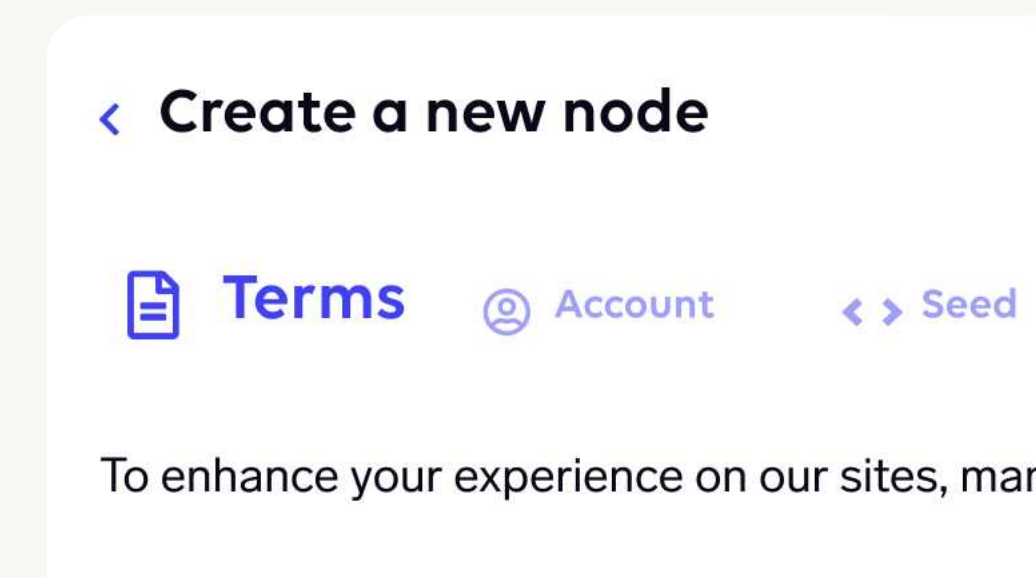 Create a new node
Terms Account Seed
To enhance your experience on our sites,